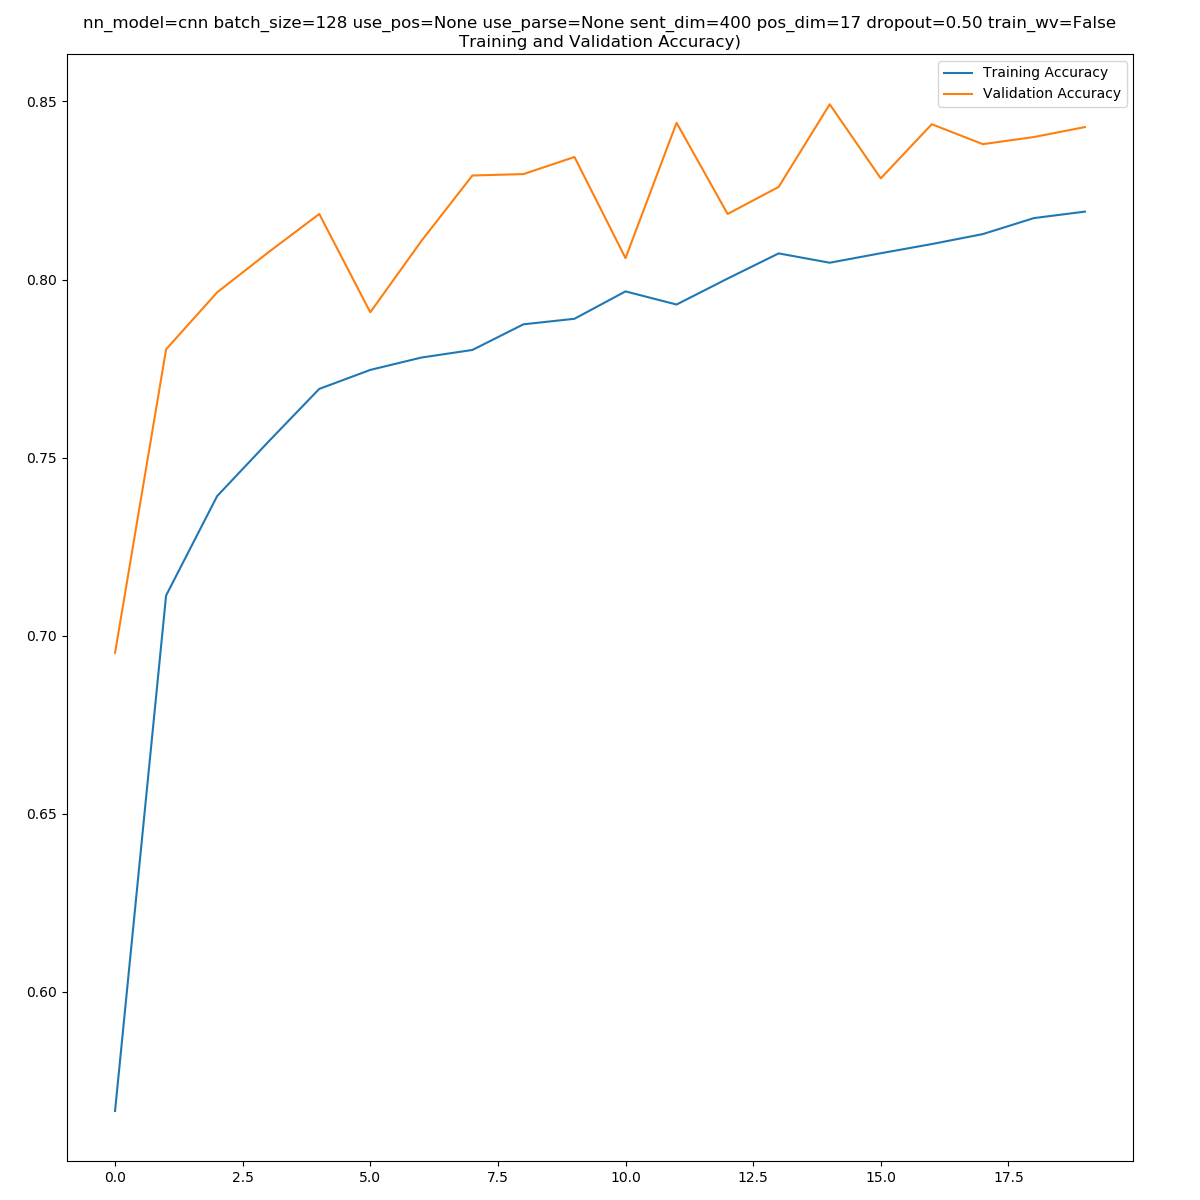 nn_model=cnn batch_size=128 use_pos=None use_parse=None sent_dim=400 pos_dim=17 dropout=0.50 train_wv=False
Training and Validation Accuracy)
Training Accuracy
Validation Accuracy
0.85
0.80
0.75
0.70
0.65
0.60
0.0 2.5 5.0 7.5 10.0 12.5 15.0 17.5